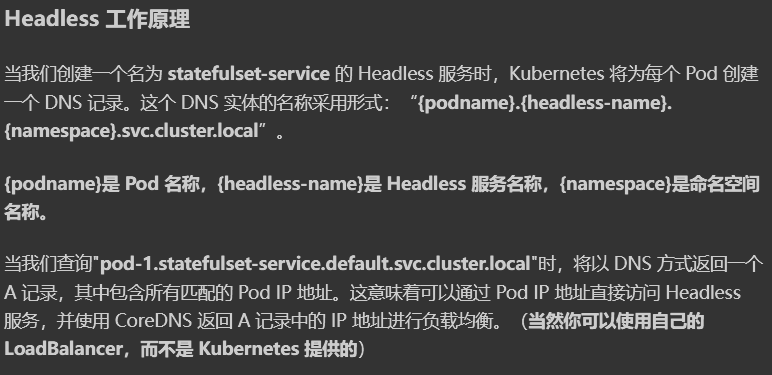 Headless 工作原理
当我们创建一个名为 statefulset-service 的 Headless 服务时，Kubernetes 将为每个 Pod 创建
一个 DNS 记录。这个 DNS 实体的名称采用形式：“{podname}.{headless-name}.
{namespace}.svc.cluster.local”。
{podname}是 Pod 名称，{headless-name}是 Headless 服务名称，{namespace}是命名空间
名称。
当我们查询"pod-1.statefulset-service.default.svc.cluster.local"时，将以 DNS 方式返回一个
A 记录，其中包含所有匹配的 Pod IP 地址。这意味着可以通过 Pod IP 地址直接访问 Headless
服务，并使用 CoreDNS 返回 A 记录中的 IP 地址进行负载均衡。（当然你可以使用自己的
LoadBalancer，而不是 Kubernetes 提供的）